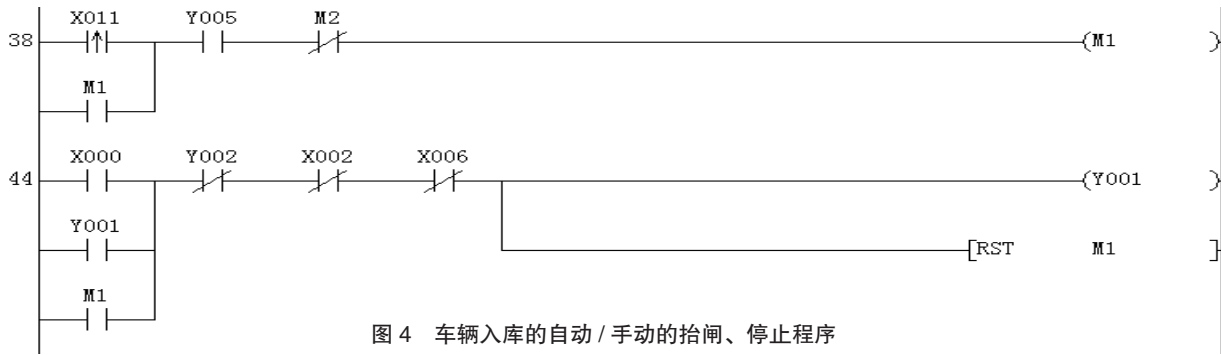 X011 Y005 M2
38 (M1 )
M1
X000 Y002 X002 X006
44 (Y001 )
Y001
[RST M1 ]
M1
图 4 车辆入库的自动 / 手动的抬闸、停止程序